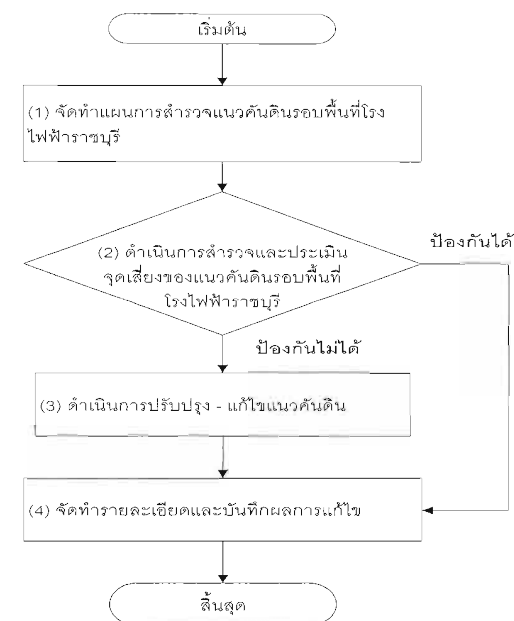 เริ่มต้น
(1) จัดทำแผนการสำรวจแนวคันดินรอบพื้นที่โรง
ไฟฟ้าราชบุรี
ป้องกันได้
(2) ดำเนินการสำรวจและประเมิน
จุดเสี่ยงของแนวคันดินรอบพื้นที่
โรงไฟฟ้าราชบุรี
ป้องกันไม่ได้
(3) ดำเนินการปรับปรุง - แก้ไขแนวคันดิน
(4) จัดทำรายละเอียดและบันทึกผลการแก้ไข
สิ้นสุด